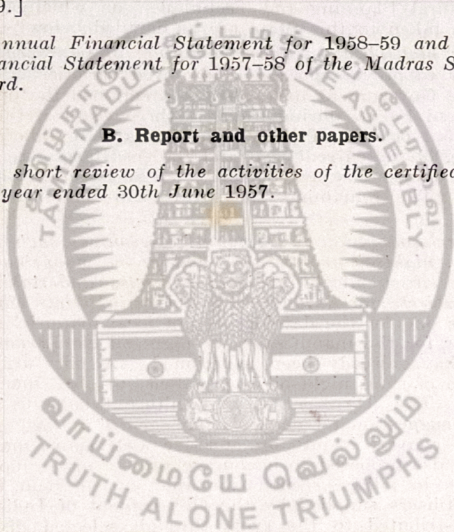 9.]
nnual Financial Statement for 1958–59 and
ancial Statement for 1957–58 of the Madras S
rd.
B. Report and other papers.
short review of the activities of the certified
year ended 30th June 1957.
TAMIL NADU LEGISLATIVE ASSEMBLY
வாய்மையே வெல்லும்
TRUTH ALONE TRIUMPHS